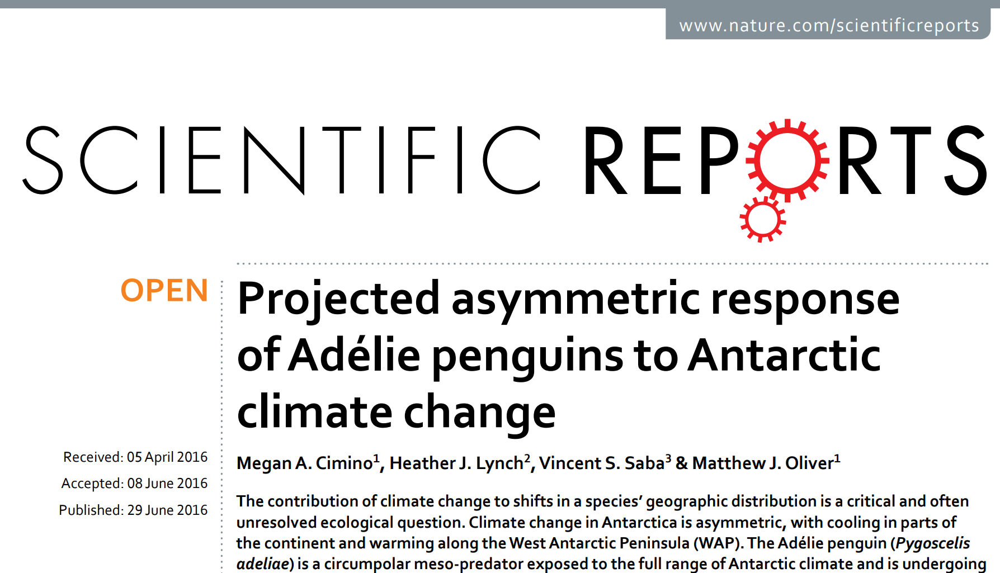 www.nature.com/scientificreports
SCIENTIFIC REPORTS
OPEN
Projected asymmetric response
of Adélie penguins to Antarctic
climate change
Received: 05 April 2016
Accepted: 08 June 2016
Published: 29 June 2016
Megan A. Cimino1, Heather J. Lynch2, Vincent S. Saba3 & Matthew J. Oliver1
The contribution of climate change to shifts in a species’ geographic distribution is a critical and often
unresolved ecological question. Climate change in Antarctica is asymmetric, with cooling in parts of
the continent and warming along the West Antarctic Peninsula (WAP). The Adélie penguin (Pygoscelis
adeliae) is a circumpolar meso-predator exposed to the full range of Antarctic climate and is undergoing